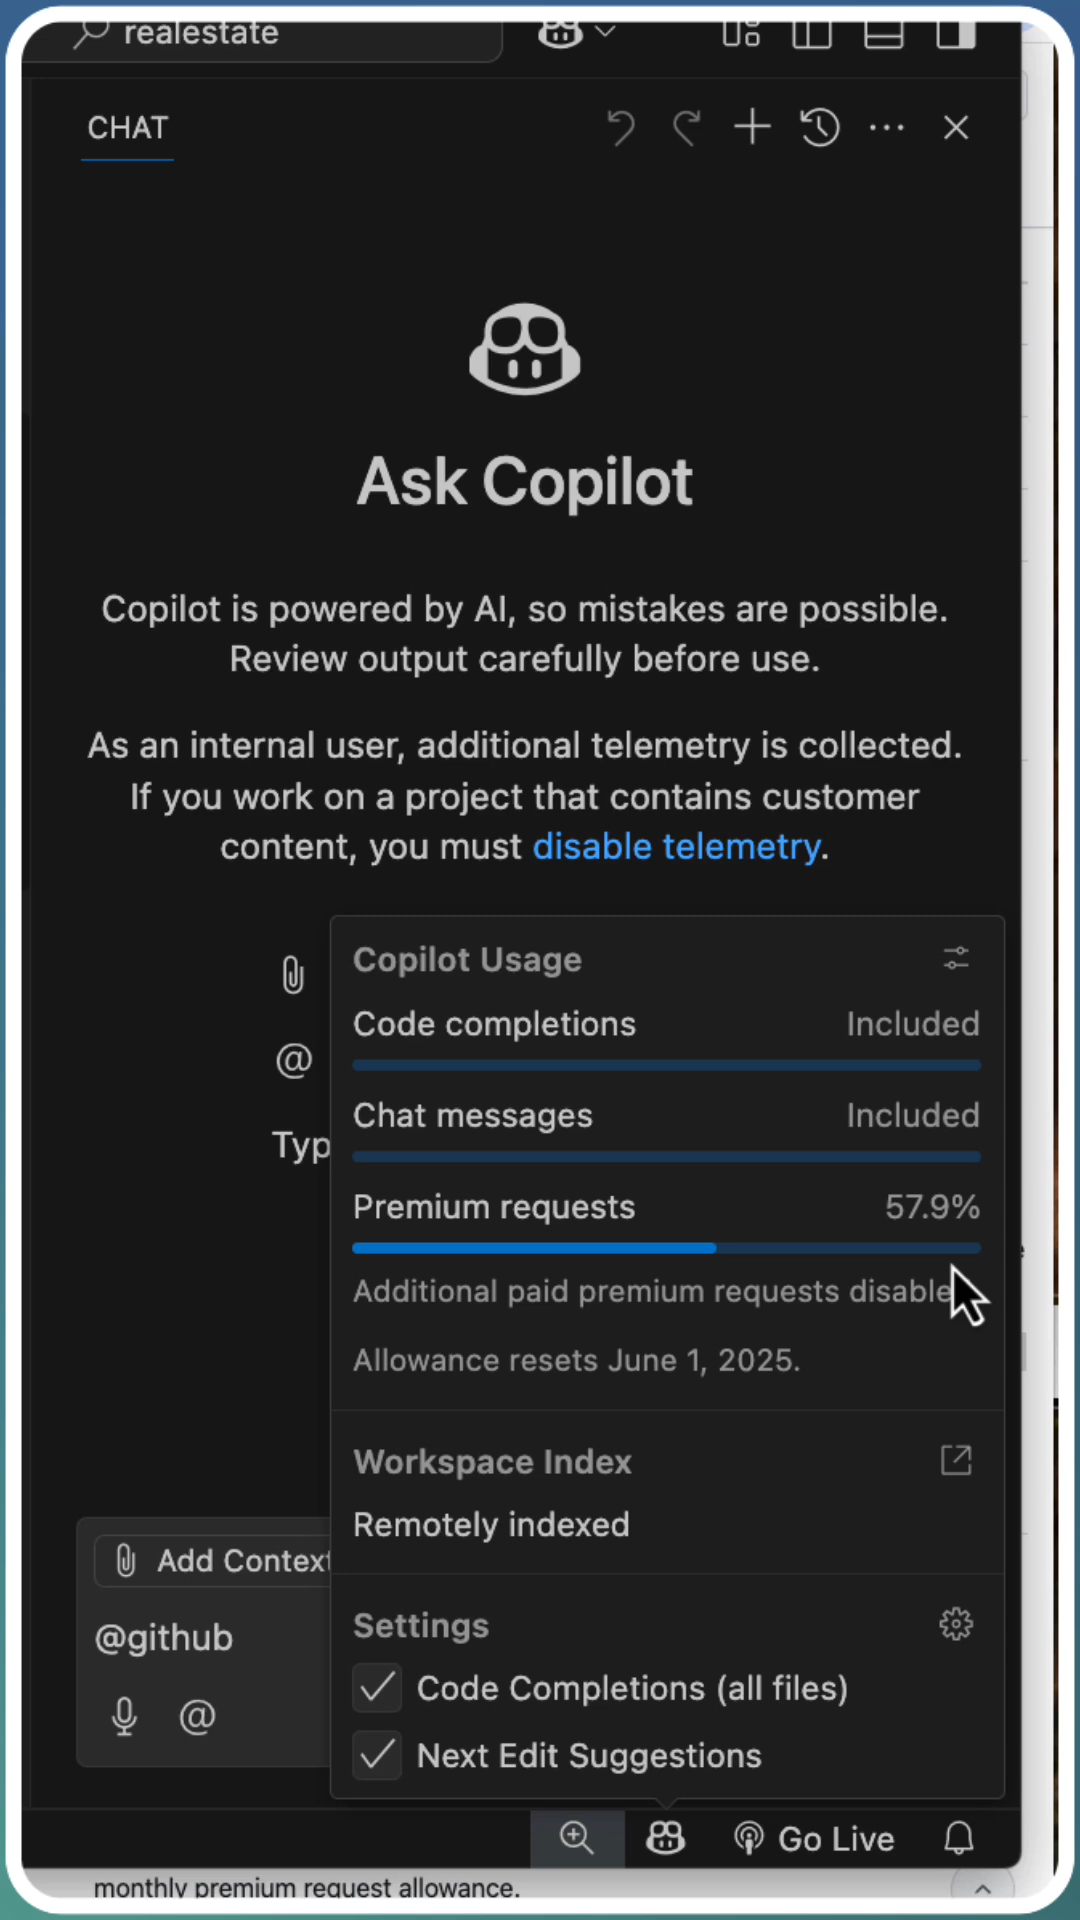 realestate
CHAT
Ask Copilot
Copilot is powered by AI, so mistakes are possible.
Review output carefully before use.
As an internal user, additional telemetry is collected.
If you work on a project that contains customer
content, you must disable telemetry.
@
Typ
Copilot Usage
Code completions Included
Chat messages Included
Premium requests 57.9%
Additional paid premium requests disable
Allowance resets June 1, 2025.
Workspace Index
Remotely indexed
Settings
Code Completions (all files)
Next Edit Suggestions
Add Context
@github
@
Go Live
monthly premium request allowance.